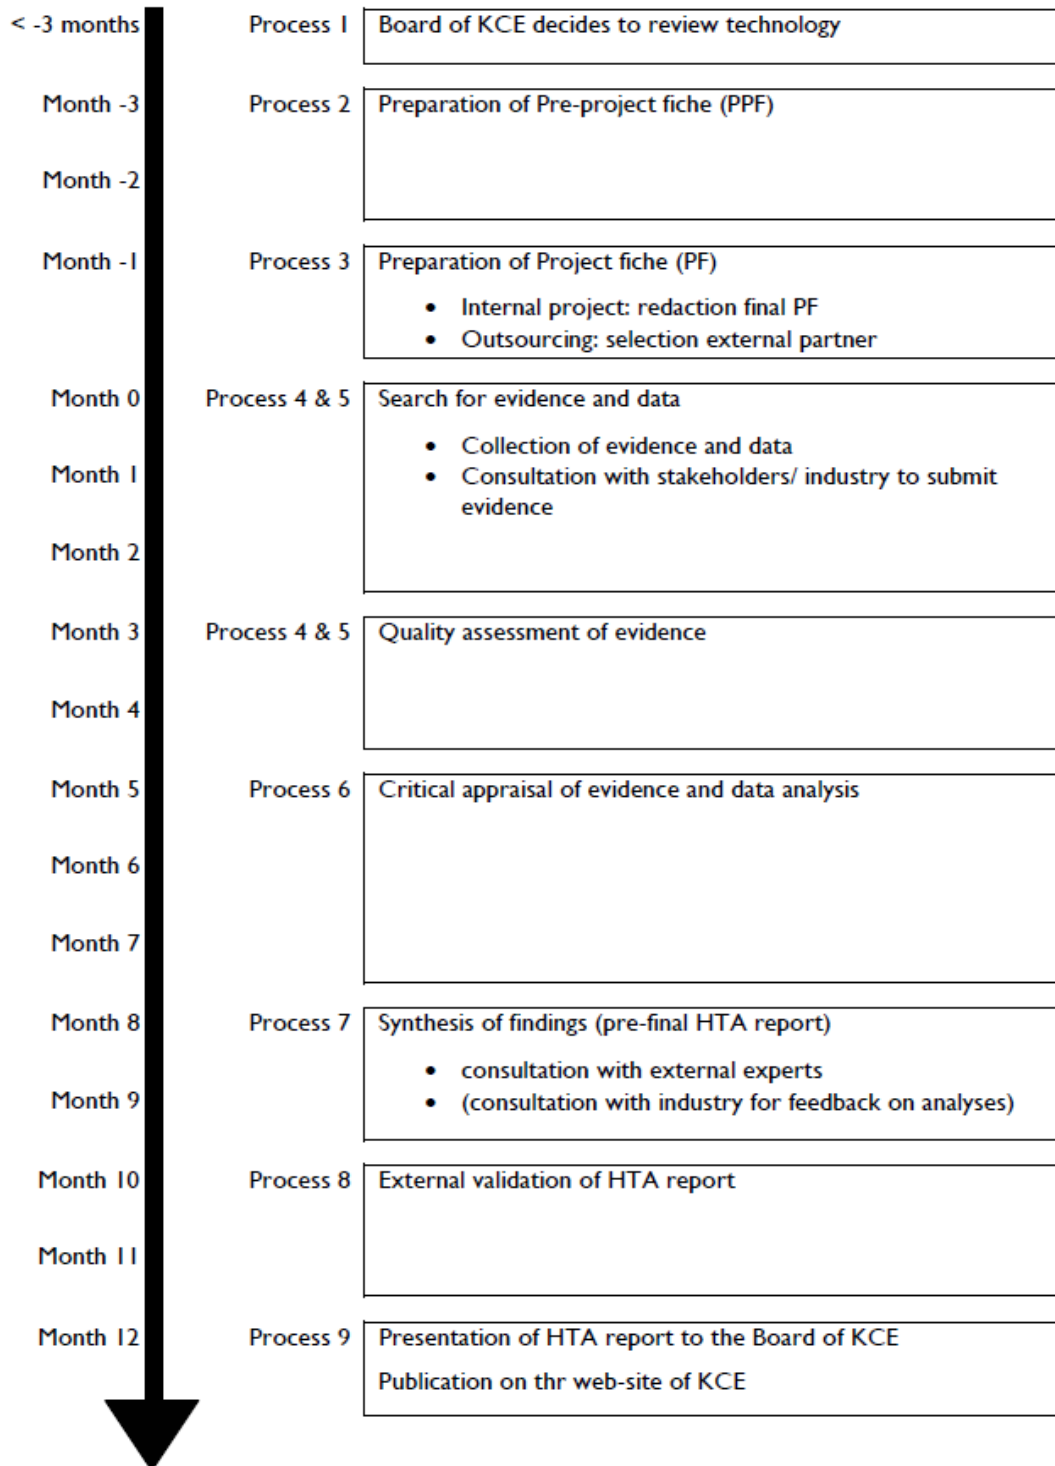 < -3 months Process 1 Board of KCE decides to review technology
Month -3 Process 2 Preparation of Pre-project fiche (PPF)
Month -2
Month -1 Process 3 Preparation of Project fiche (PF)
• Internal project: redaction final PF
• Outsourcing: selection external partner
Month 0 Process 4 & 5 Search for evidence and data
• Collection of evidence and data
Month 1 • Consultation with stakeholders/ industry to submit
evidence
Month 2
Month 3 Process 4 & 5 Quality assessment of evidence
Month 4
Month 5 Process 6 Critical appraisal of evidence and data analysis
Month 6
Month 7
Month 8 Process 7 Synthesis of findings (pre-final HTA report)
• consultation with external experts
Month 9 • (consultation with industry for feedback on analyses)
Month 10 Process 8 External validation of HTA report
Month 11
Month 12 Process 9 Presentation of HTA report to the Board of KCE
Publication on thr web-site of KCE